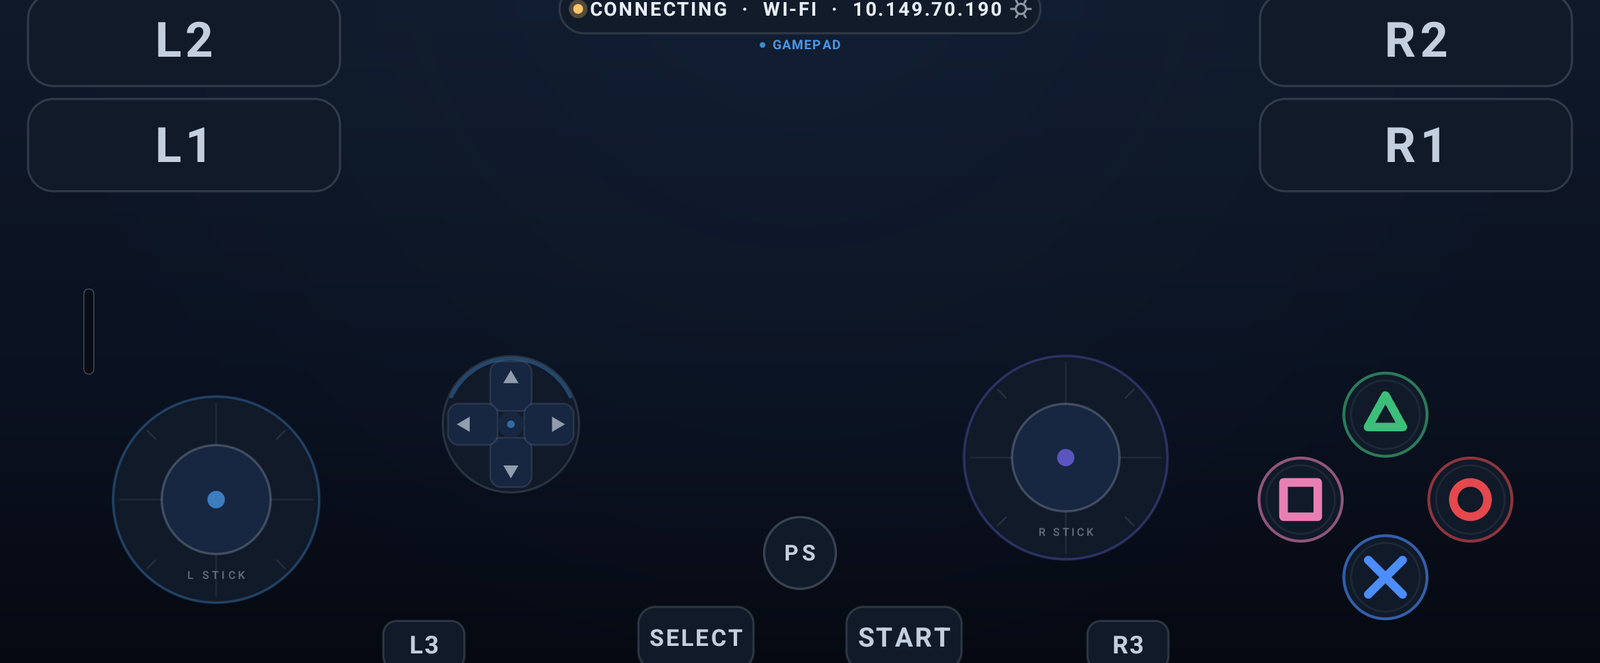 L2
CONNECTING · WI-FI · 10.149.70.190
• GAMEPAD
R2
L1
R1
L STICK
R STICK
PS
L3
SELECT
START
R3